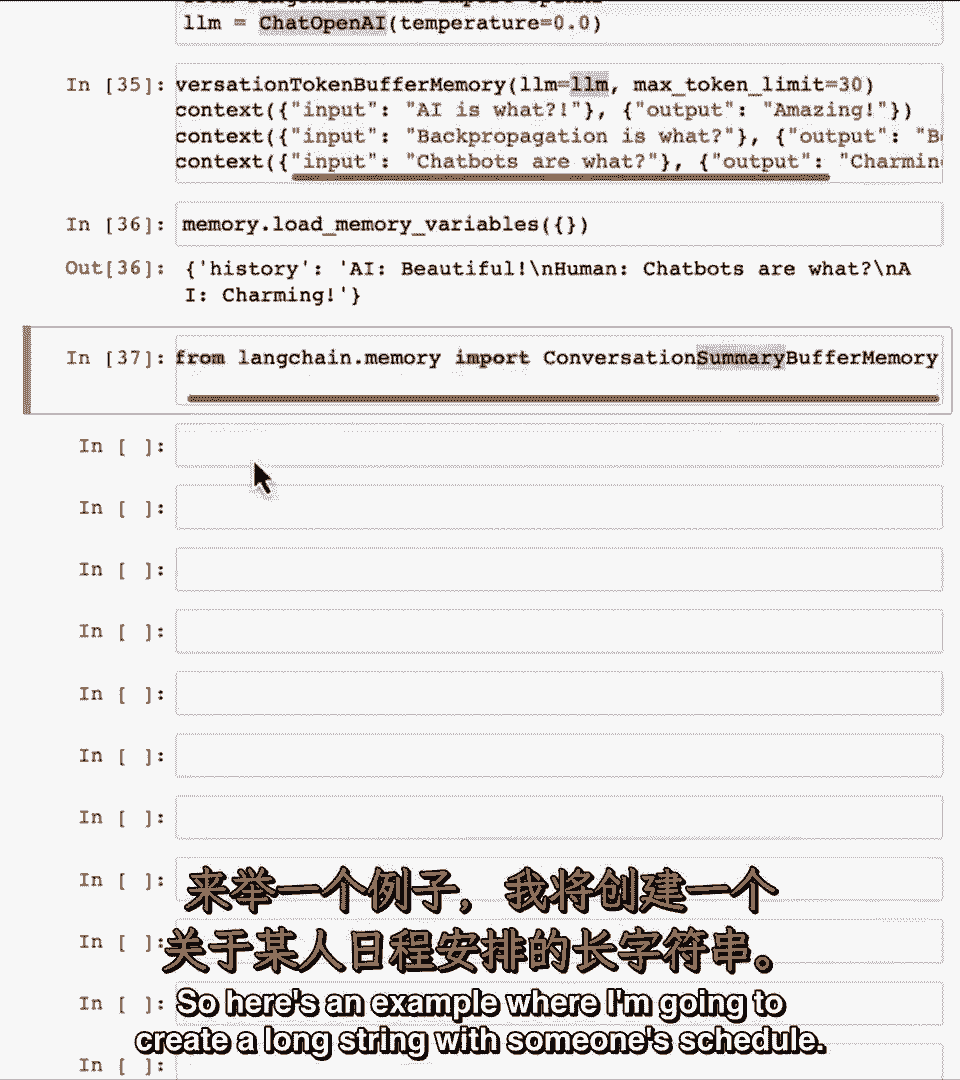 llm = ChatOpenAI(temperature=0.0)
In [35]: versationTokenBufferMemory(llm=llm, max_token_limit=30)
context({"input": "AI is what?!"}, {"output": "Amazing!"})
context({"input": "Backpropagation is what?"}, {"output": "Be
context({"input": "Chatbots are what?"}, {"output": "Charmin
In [36]: memory.load_memory_variables({})
Out[36]: {'history': 'AI: Beautiful!\nHuman: Chatbots are what?\nA
I: Charming!'}
In [37]: from langchain.memory import ConversationSummaryBufferMemory
In [ ]:
In [ ]:
In [ ]:
In [ ]:
In [ ]:
In [ ]:
In [ ]:
In [ ]:
In [ ]:
In [ ]:
In [ ]:
来举一个例子，我将创建一个
关于某人日程安排的长字符串。
So here's an example where I'm going to
create a long string with someone's schedule.